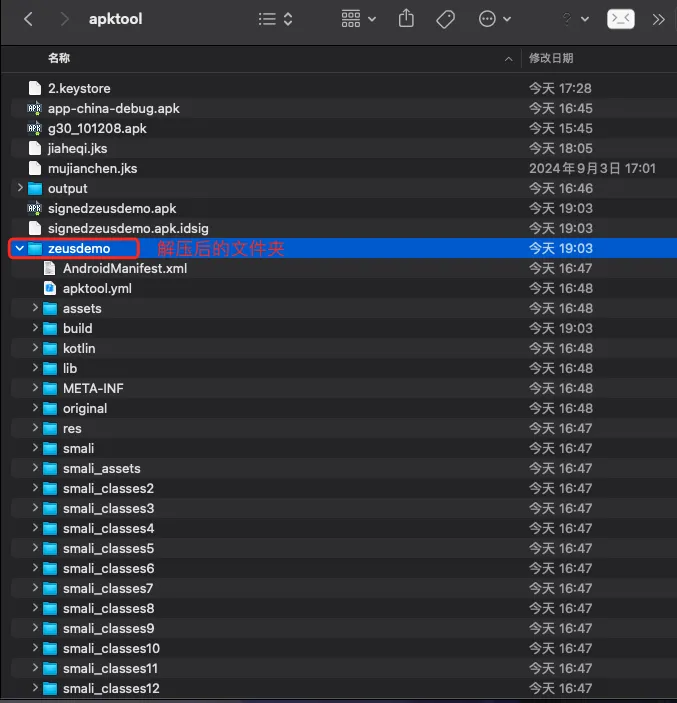 apktool
名称 修改日期
2.keystore 今天 17:28
app-china-debug.apk 今天 16:45
g30_101208.apk 今天 15:45
jiaheqi.jks 今天 18:05
mujianchen.jks 2024年9月3日 17:01
output 今天 16:46
signedzeusdemo.apk 今天 19:03
signedzeusdemo.apk.idsig 今天 19:03
zeusdemo 解压后的文件夹 今天 19:03
AndroidManifest.xml 今天 16:47
apktool.yml 今天 16:48
assets 今天 16:48
build 今天 19:03
kotlin 今天 16:48
lib 今天 16:48
META-INF 今天 16:48
original 今天 16:48
res 今天 16:47
smali 今天 16:47
smali_assets 今天 16:47
smali_classes2 今天 16:47
smali_classes3 今天 16:47
smali_classes4 今天 16:47
smali_classes5 今天 16:47
smali_classes6 今天 16:47
smali_classes7 今天 16:47
smali_classes8 今天 16:47
smali_classes9 今天 16:47
smali_classes10 今天 16:47
smali_classes11 今天 16:47
smali_classes12 今天 16:47